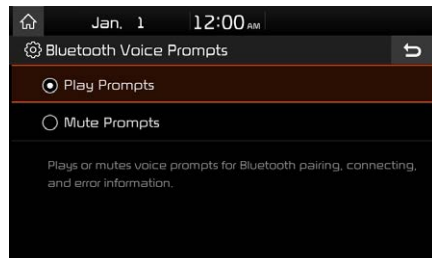 Jan. 1 12:00 AM
Bluetooth Voice Prompts
Play Prompts
Mute Prompts
Plays or mutes voice prompts for Bluetooth pairing, connecting,
and error information.